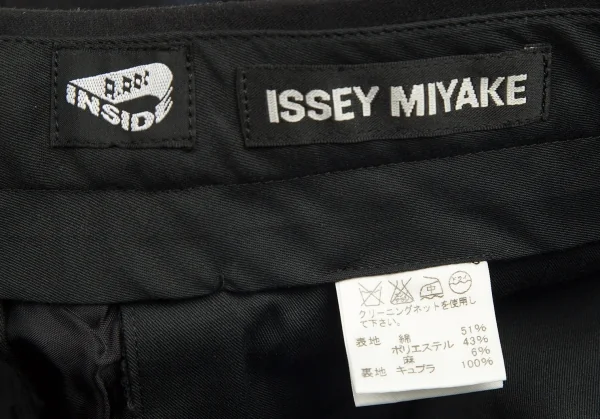 A-POC
INSIDE
ISSEY MIYAKE
クリーニングネットを使用し
て下さい。
表地 綿 51%
ポリエステル 43%
麻 6%
裏地 キュプラ 100%